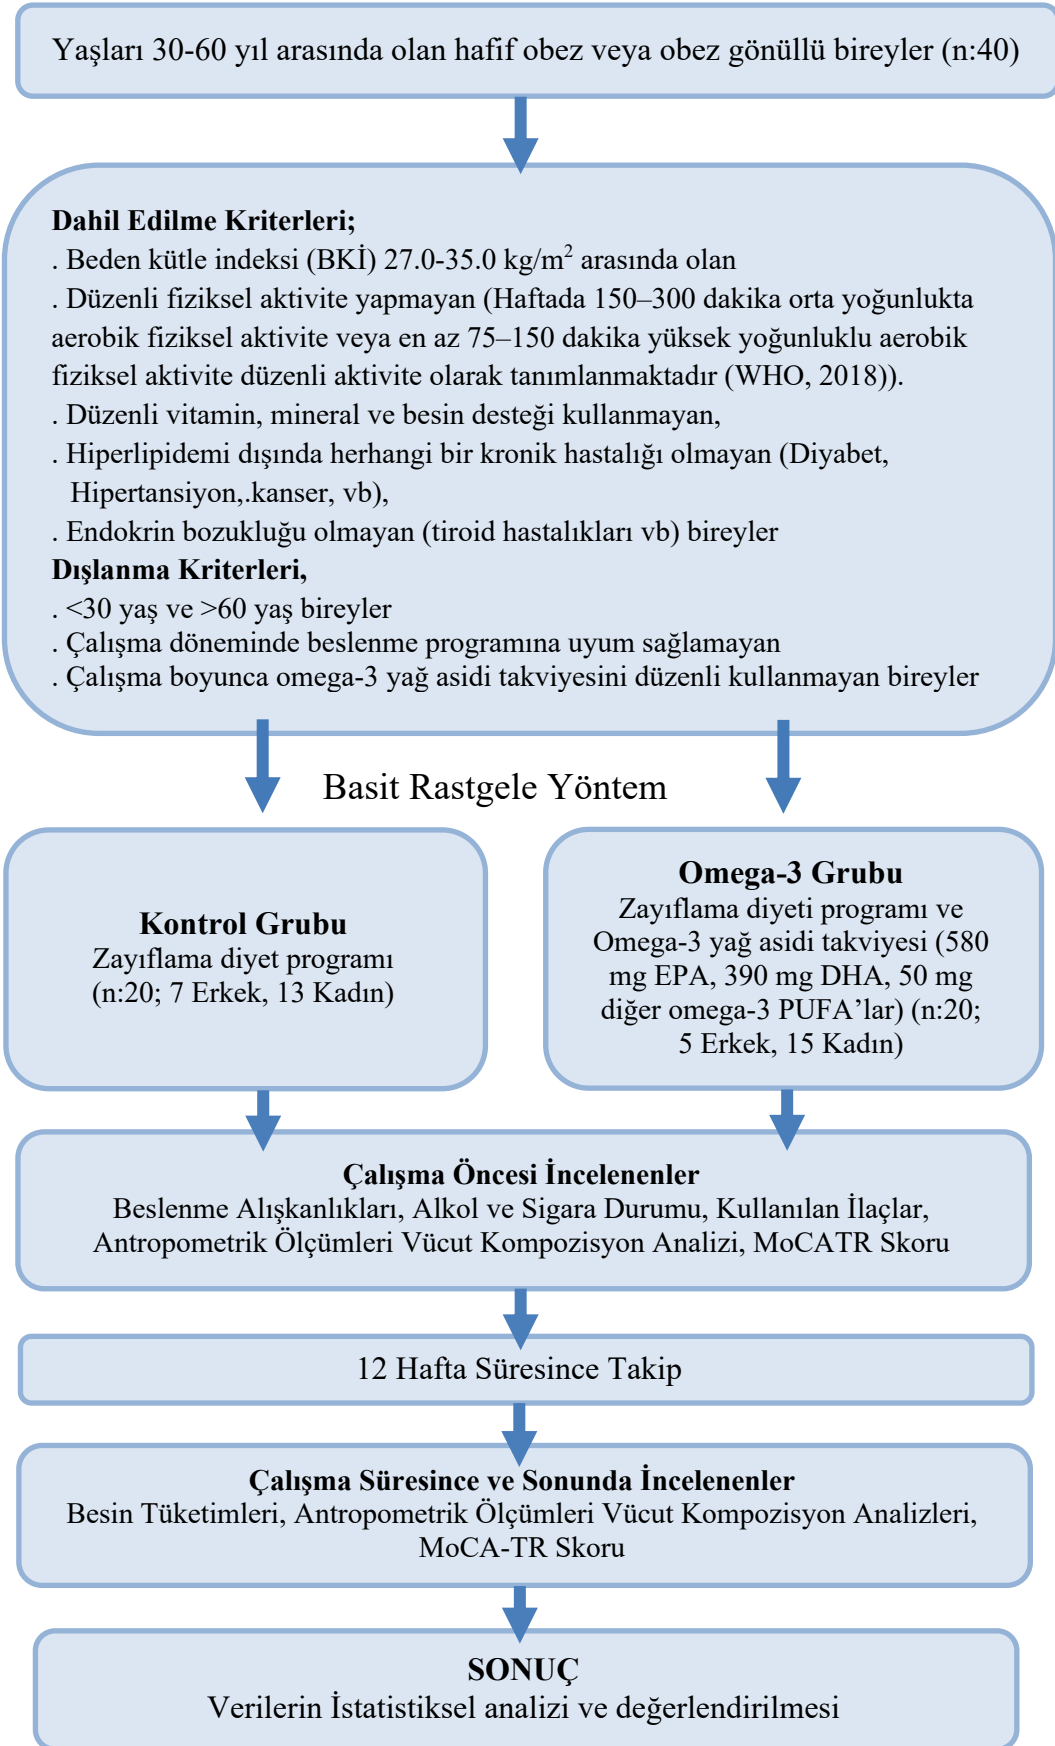 Yaşları 30-60 yıl arasında olan hafif obez veya obez gönüllü bireyler (n:40)
Dahil Edilme Kriterleri;
. Beden kütle indeksi (BKİ) 27.0-35.0 kg/m² arasında olan
. Düzenli fiziksel aktivite yapmayan (Haftada 150–300 dakika orta yoğunlukta
aerobik fiziksel aktivite veya en az 75–150 dakika yüksek yoğunluklu aerobik
fiziksel aktivite düzenli aktivite olarak tanımlanmaktadır (WHO, 2018)).
. Düzenli vitamin, mineral ve besin desteği kullanmayan,
. Hiperlipidemi dışında herhangi bir kronik hastalığı olmayan (Diyabet,
Hipertansiyon,.kanser, vb),
. Endokrin bozukluğu olmayan (tiroid hastalıkları vb) bireyler
Dışlanma Kriterleri,
. <30 yaş ve >60 yaş bireyler
. Çalışma döneminde beslenme programına uyum sağlamayan
. Çalışma boyunca omega-3 yağ asidi takviyesini düzenli kullanmayan bireyler
Basit Rastgele Yöntem
Kontrol Grubu
Zayıflama diyet programı
(n:20; 7 Erkek, 13 Kadın)
Omega-3 Grubu
Zayıflama diyeti programı ve
Omega-3 yağ asidi takviyesi (580
mg EPA, 390 mg DHA, 50 mg
diğer omega-3 PUFA’lar) (n:20;
5 Erkek, 15 Kadın)
Çalışma Öncesi İncelenenler
Beslenme Alışkanlıkları, Alkol ve Sigara Durumu, Kullanılan İlaçlar,
Antropometrik Ölçümleri Vücut Kompozisyon Analizi, MoCATR Skoru
12 Hafta Süresince Takip
Çalışma Süresince ve Sonunda İncelenenler
Besin Tüketimleri, Antropometrik Ölçümleri Vücut Kompozisyon Analizleri,
MoCA-TR Skoru
SONUÇ
Verilerin İstatistiksel analizi ve değerlendirilmesi